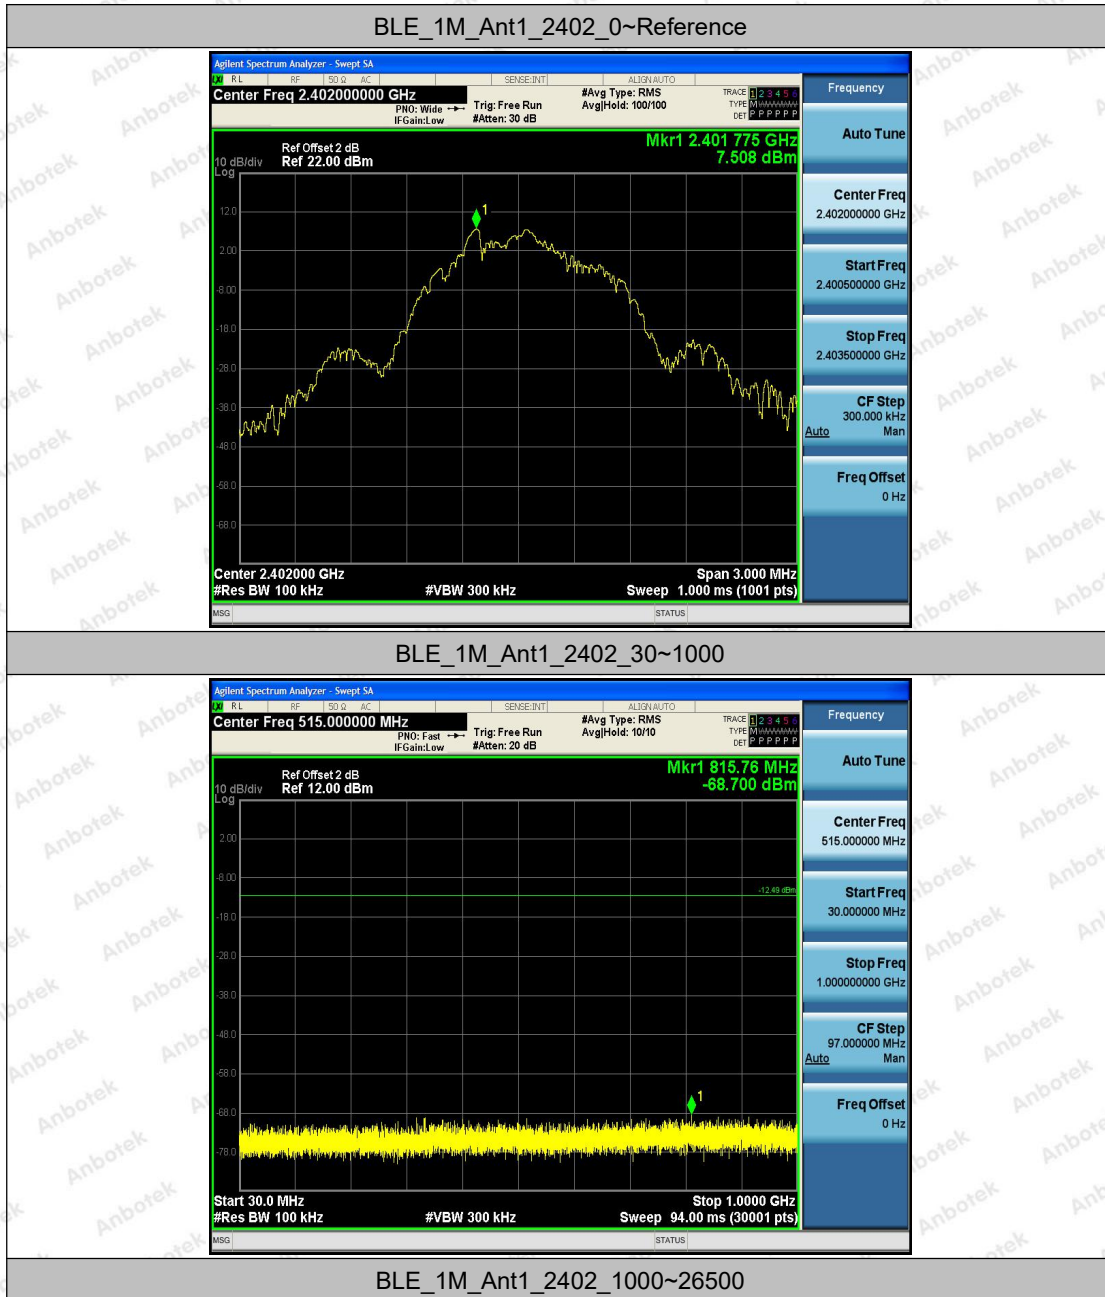 BLE_1M_Ant1_2402_0~Reference
Agilent Spectrum Analyzer - Swept SA
RL RF 50 Ω AC SENSE:INT ALIGN AUTO
Center Freq 2.402000000 GHz
PNO: Wide
IFGain:Low
Trig: Free Run
#Atten: 30 dB
#Avg Type: RMS
Avg|Hold: 100/100
TRACE 1 2 3 4 5 6
TYPE M
DET P P P P P P
Ref Offset 2 dB
10 dB/div Ref 22.00 dBm
Log
Mkr1 2.401 775 GHz
7.508 dBm
1
12.0
2.00
-8.00
-18.0
-28.0
-38.0
-48.0
-58.0
-68.0
Center 2.402000 GHz
Span 3.000 MHz
#Res BW 100 kHz #VBW 300 kHz Sweep 1.000 ms (1001 pts)
MSG STATUS
Frequency
Auto Tune
Center Freq
2.402000000 GHz
Start Freq
2.400500000 GHz
Stop Freq
2.403500000 GHz
CF Step
300.000 kHz
Auto Man
Freq Offset
0 Hz
BLE_1M_Ant1_2402_30~1000
Agilent Spectrum Analyzer - Swept SA
RL RF 50 Ω AC SENSE:INT ALIGN AUTO
Center Freq 515.000000 MHz
PNO: Fast
IFGain:Low
Trig: Free Run
#Atten: 20 dB
#Avg Type: RMS
Avg|Hold: 10/10
TRACE 1 2 3 4 5 6
TYPE M
DET P P P P P P
Ref Offset 2 dB
10 dB/div Ref 12.00 dBm
Log
Mkr1 815.76 MHz
-68.700 dBm
2.00
-8.00
-12.49 dBm
-18.0
-28.0
-38.0
-48.0
-58.0
-68.0
1
-78.0
Start 30.0 MHz
Stop 1.0000 GHz
#Res BW 100 kHz #VBW 300 kHz Sweep 94.00 ms (30001 pts)
MSG STATUS
Frequency
Auto Tune
Center Freq
515.000000 MHz
Start Freq
30.000000 MHz
Stop Freq
1.000000000 GHz
CF Step
97.000000 MHz
Auto Man
Freq Offset
0 Hz
BLE_1M_Ant1_2402_1000~26500
Anbotek